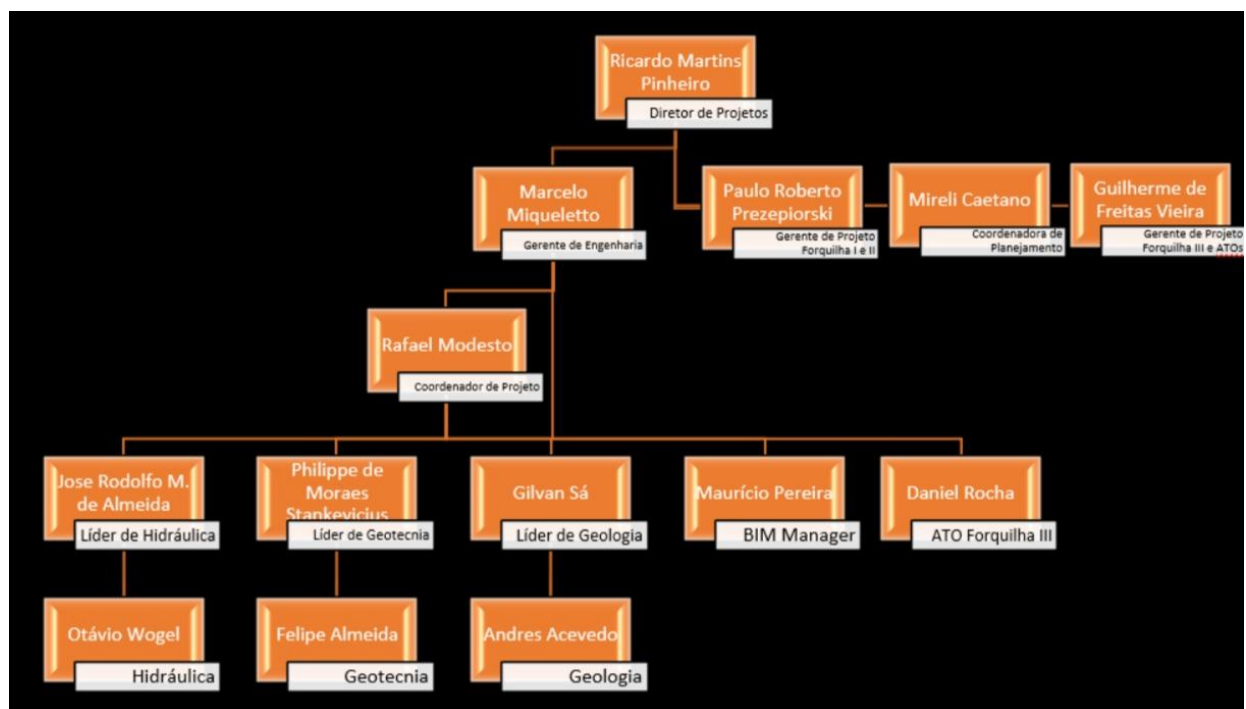 Ricardo Martins
Pinheiro
Diretor de Projetos
Marcelo
Miqueletto
Gerente de Engenharia
Paulo Roberto
Prezepiorski
Gerente de Projeto
Forquilha I e II
Mireli Caetano
Coordenadora de
Planejamento
Guilherme de
Freitas Vieira
Gerente de Projeto
Forquilha III e ATOs
Rafael Modesto
Coordenador de Projeto
Jose Rodolfo M.
de Almeida
Líder de Hidráulica
Philippe de
Moraes
Stankevicius
Líder de Geotecnia
Gilvan Sá
Líder de Geologia
Maurício Pereira
BIM Manager
Daniel Rocha
ATO Forquilha III
Otávio Wogel
Hidráulica
Felipe Almeida
Geotecnia
Andres Acevedo
Geologia